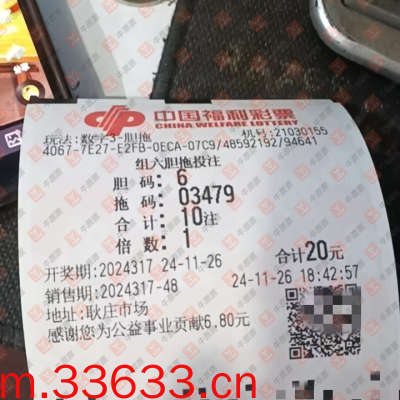 中国福利彩票
CHINA WELFARE LOTTERY
玩法:数字3-胆拖 机号:21030155
4067-7E27-E2FB-0ECA-07C9/48592192/94641
组六胆拖投注
胆码:6
拖码:03479
合计:10注
倍数:1
合计20元
开奖期:2024317 24-11-26
销售期:2024317-48 24-11-26 18:42:57
地址:耿庄市场
感谢您为公益事业贡献6.80元
m.33633.cn